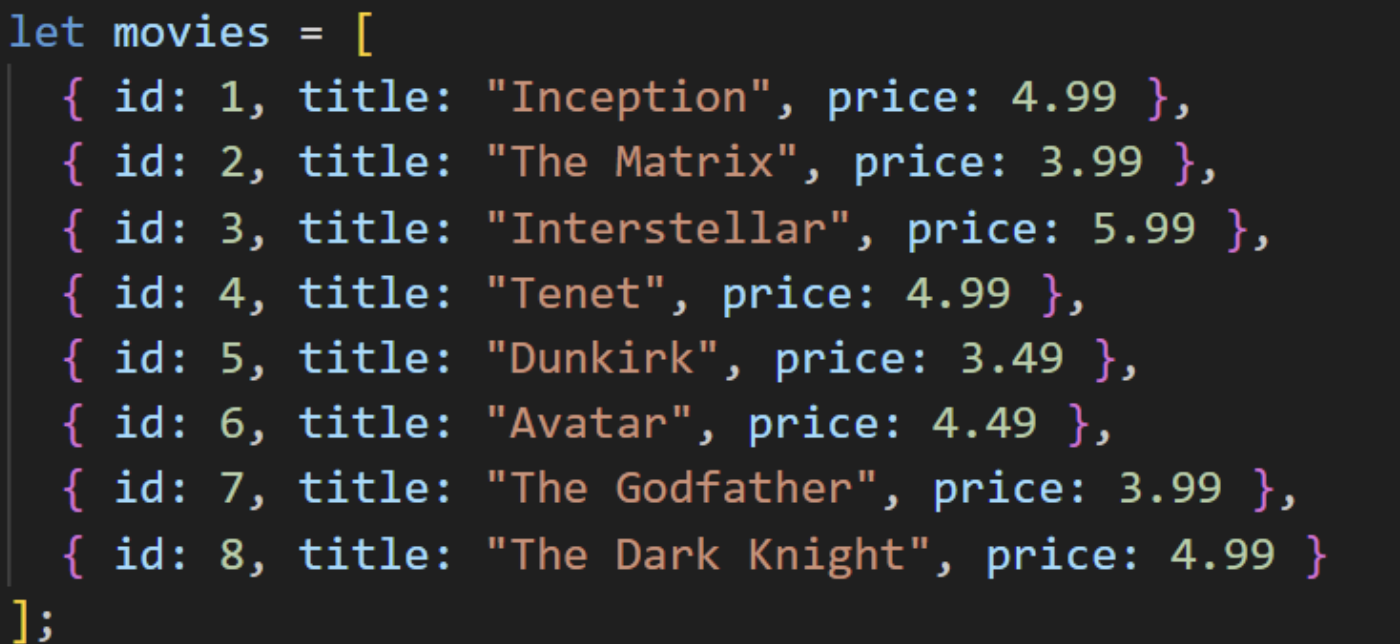 let movies = [
  { id: 1, title: "Inception", price: 4.99 },
  { id: 2, title: "The Matrix", price: 3.99 },
  { id: 3, title: "Interstellar", price: 5.99 },
  { id: 4, title: "Tenet", price: 4.99 },
  { id: 5, title: "Dunkirk", price: 3.49 },
  { id: 6, title: "Avatar", price: 4.49 },
  { id: 7, title: "The Godfather", price: 3.99 },
  { id: 8, title: "The Dark Knight", price: 4.99 }
];